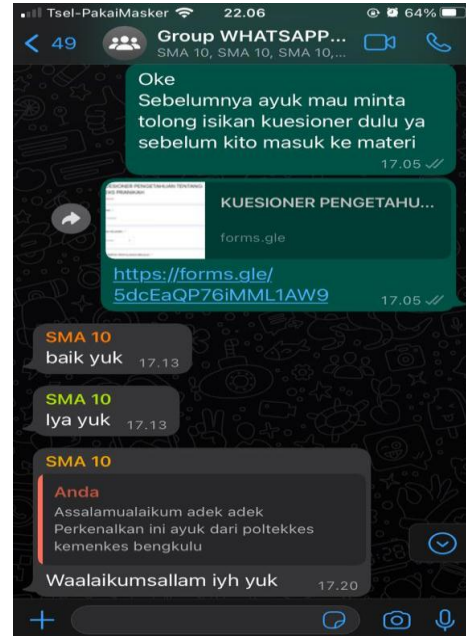 Tsel-PakaiMasker 22.06 64%
49 Group WHATSAPP...
SMA 10, SMA 10, SMA 10,...
Oke
Sebelumnya ayuk mau minta
tolong isikan kuesioner dulu ya
sebelum kito masuk ke materi
17.05
KUESIONER PENGETAHU...
forms.gle
https://forms.gle/
5dcEaQP76iMML1AW9 17.05
SMA 10
baik yuk 17.13
SMA 10
Iya yuk 17.13
SMA 10
Anda
Assalamualaikum adek adek
Perkenalkan ini ayuk dari poltekkes
kemenkes bengkulu
Waalaikumsallam iyh yuk 17.20